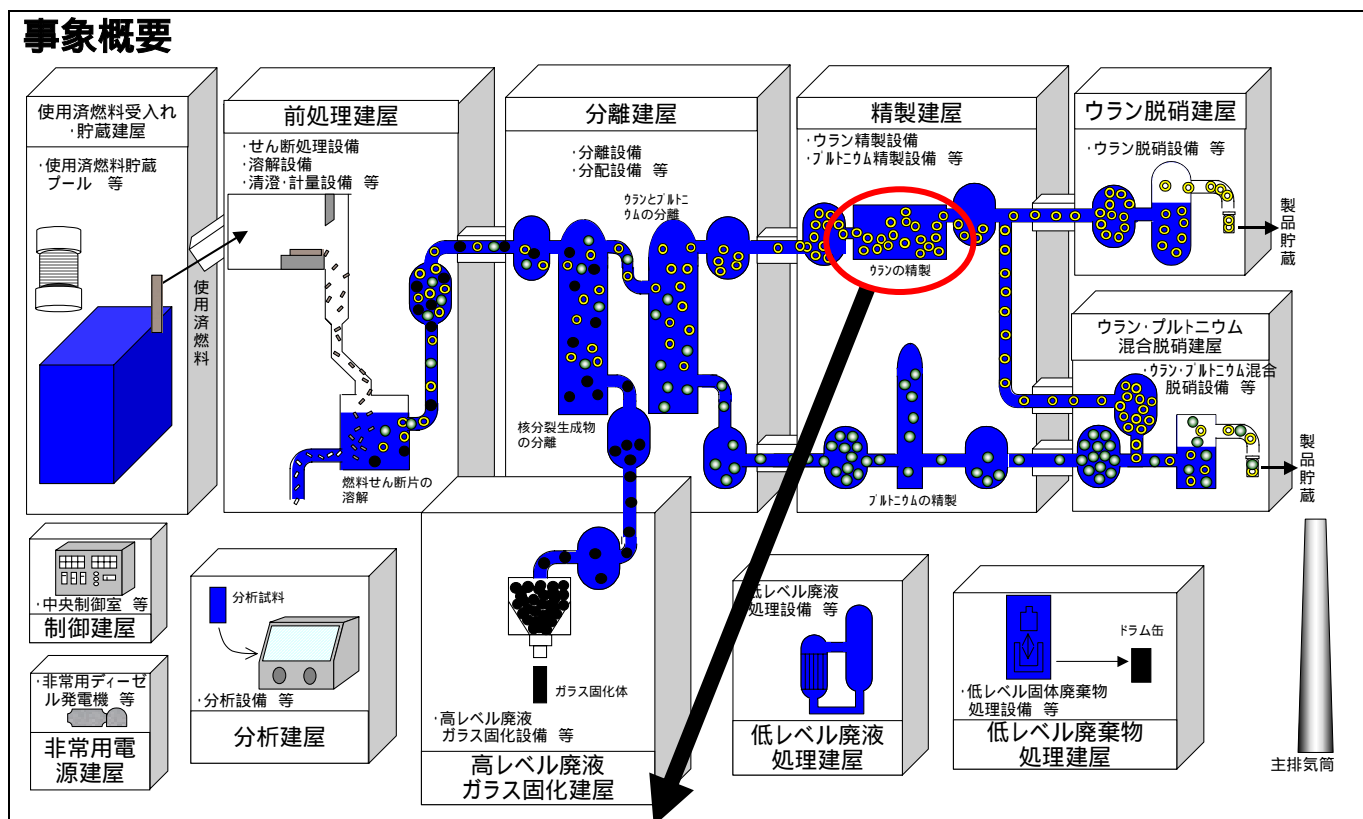 事象概要
使用済燃料受入れ
・貯蔵建屋
・使用済燃料貯蔵
プール 等
使用済燃料
前処理建屋
・せん断処理設備
・溶解設備
・清澄・計量設備 等
燃料せん断片の
溶解
分離建屋
・分離設備
・分配設備 等
ウランとプルトニ
ウムの分離
核分裂生成物
の分離
精製建屋
・ウラン精製設備
・プルトニウム精製設備 等
ウランの精製
プルトニウムの精製
ウラン脱硝建屋
・ウラン脱硝設備 等
製品貯蔵
ウラン・プルトニウム
混合脱硝建屋
・ウラン・プルトニウム混合
脱硝設備 等
製品貯蔵
・中央制御室 等
制御建屋
・非常用ディーゼ
ル発電機 等
非常用電
源建屋
分析試料
・分析設備 等
分析建屋
ガラス固化体
・高レベル廃液
ガラス固化設備 等
高レベル廃液
ガラス固化建屋
低レベル廃液
処理設備 等
低レベル廃液
処理建屋
ドラム缶
・低レベル固体廃棄物
処理設備 等
低レベル廃棄物
処理建屋
主排気筒